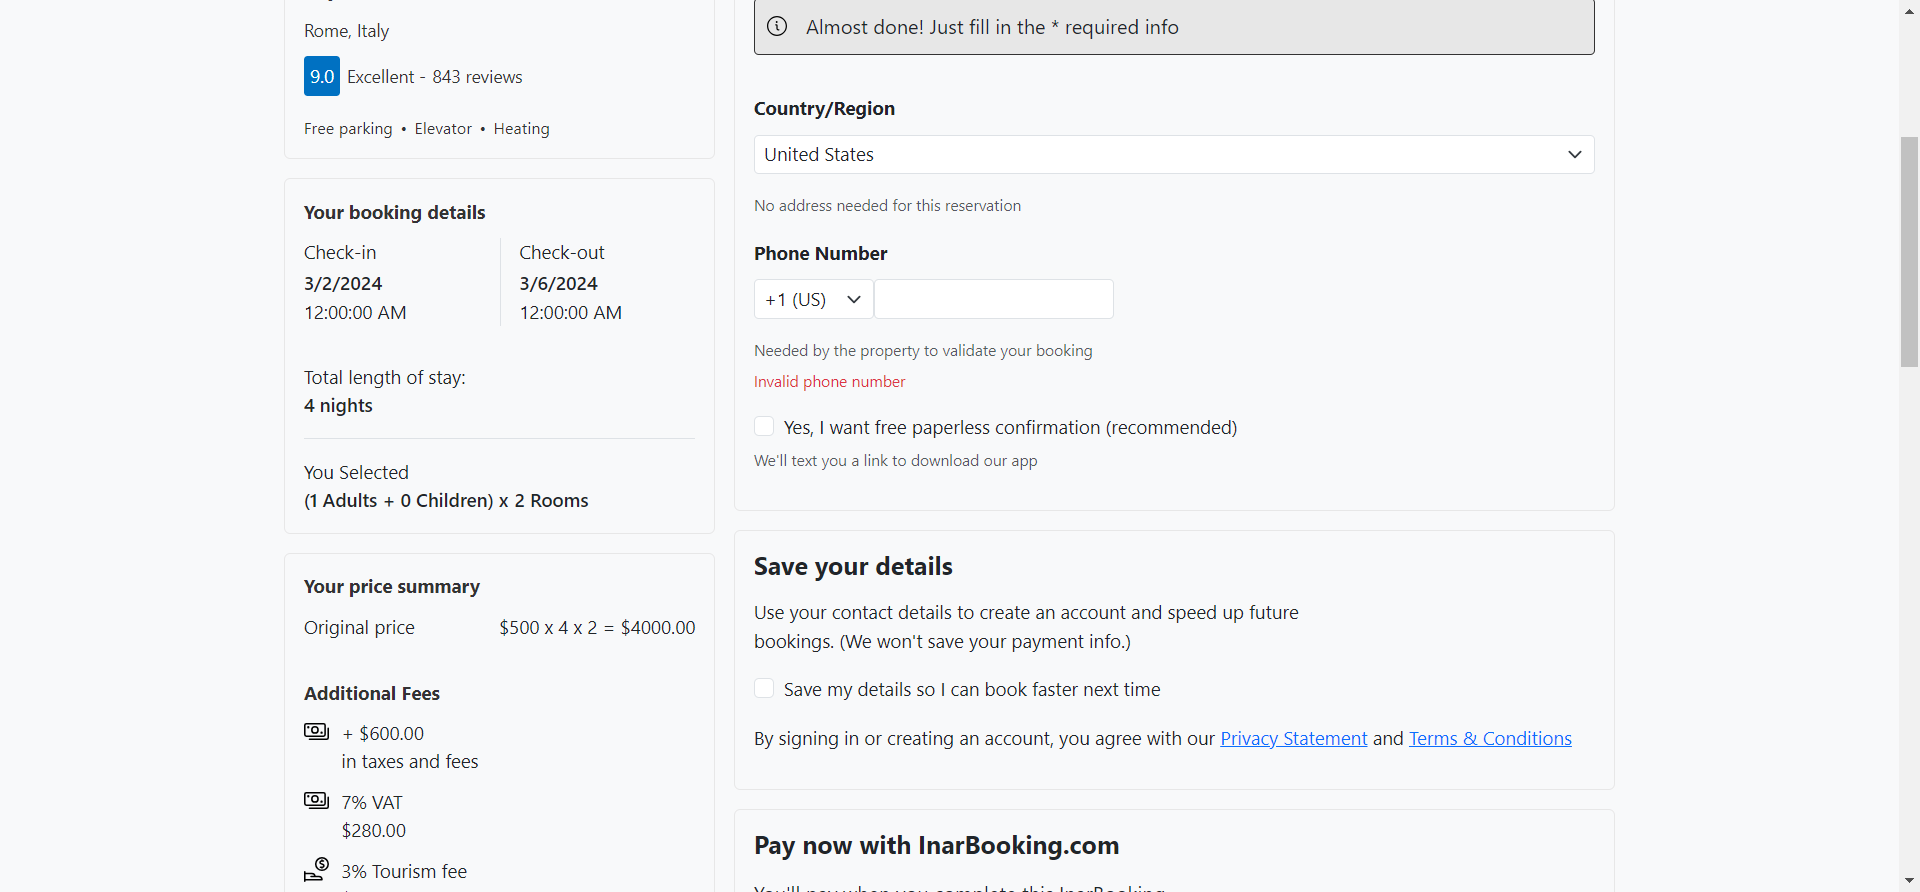 Rome, Italy
9.0 Excellent - 843 reviews
Free parking • Elevator • Heating
Your booking details
Check-in
3/2/2024
12:00:00 AM
Check-out
3/6/2024
12:00:00 AM
Total length of stay:
4 nights
You Selected
(1 Adults + 0 Children) x 2 Rooms
Your price summary
Original price $500 x 4 x 2 = $4000.00
Additional Fees
+ $600.00
in taxes and fees
7% VAT
$280.00
3% Tourism fee
Almost done! Just fill in the * required info
Country/Region
United States
No address needed for this reservation
Phone Number
+1 (US)
Needed by the property to validate your booking
Invalid phone number
Yes, I want free paperless confirmation (recommended)
We'll text you a link to download our app
Save your details
Use your contact details to create an account and speed up future
bookings. (We won't save your payment info.)
Save my details so I can book faster next time
By signing in or creating an account, you agree with our Privacy Statement and Terms & Conditions
Pay now with InarBooking.com
You'll pay when you complete this InarBooking